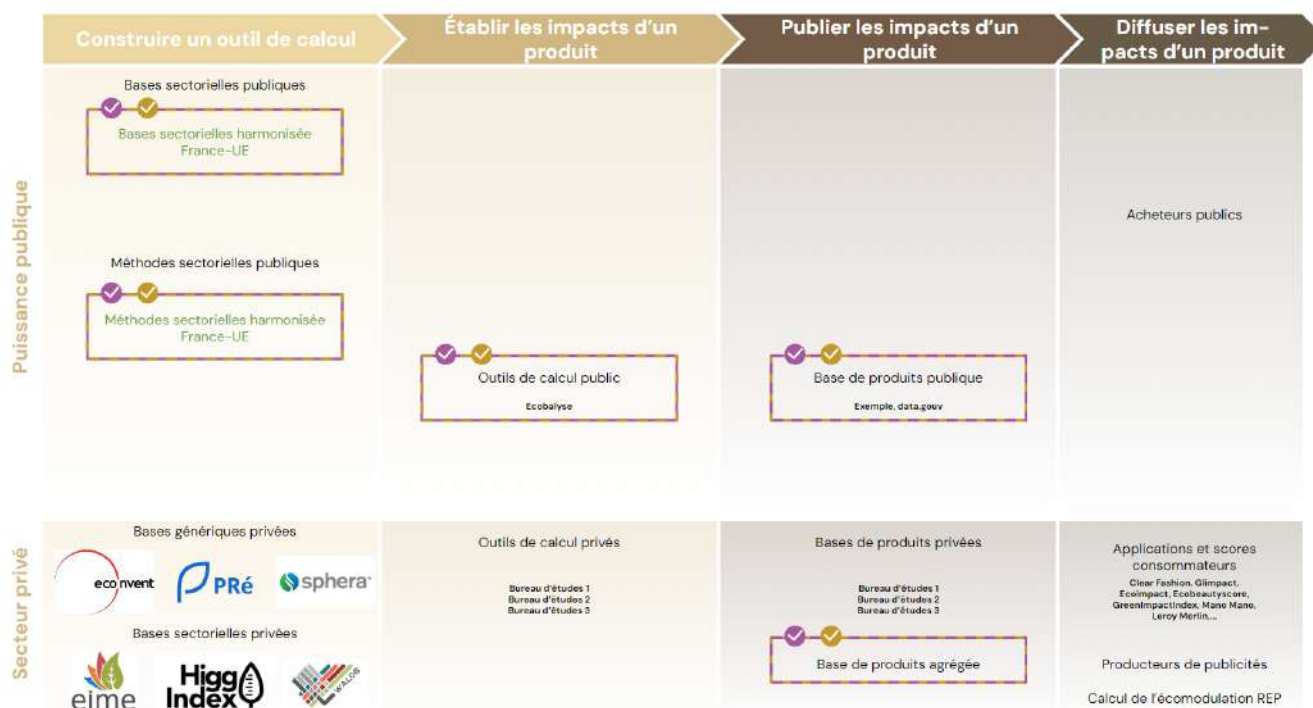 Construire un outil de calcul
Établir les impacts d'un
produit
Publier les impacts d'un
produit
Diffuser les im-
pacts d'un produit
Puissance publique
Bases sectorielles publiques
Bases sectorielles harmonisée
France-UE
Méthodes sectorielles publiques
Méthodes sectorielles harmonisée
France-UE
Outils de calcul public
Ecobalyse
Base de produits publique
Exemple, data.gouv
Acheteurs publics
Secteur privé
Bases génériques privées
ecoinvent
PRé
sphera
Bases sectorielles privées
eime
Higg
Index
WALDB
Outils de calcul privés
Bureau d'études 1
Bureau d'études 2
Bureau d'études 3
Bases de produits privées
Bureau d'études 1
Bureau d'études 2
Bureau d'études 3
Base de produits agrégée
Applications et scores
consommateurs
Clear Fashion, Glimpact,
Ecoimpact, Ecobeautyscore,
GreenImpactIndex, Mano Mano,
Leroy Merlin,...
Producteurs de publicités
Calcul de l'écomodulation REP